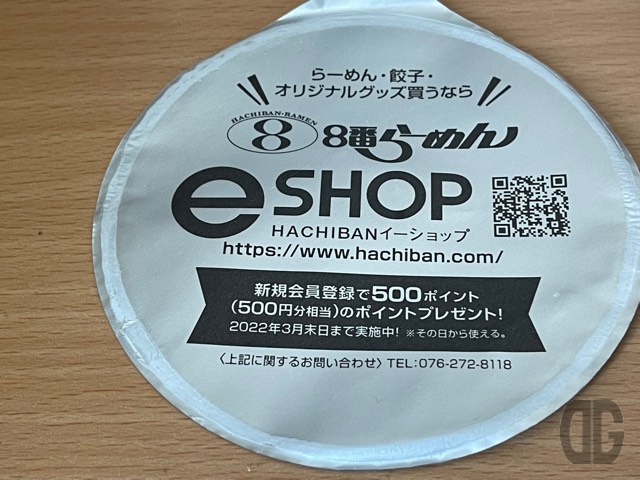 らーめん・餃子・
オリジナルグッズ買うなら
HACHIBAN-RAMEN
8
8番らーめん
eSHOP
HACHIBANイーショップ
https://www.hachiban.com/
新規会員登録で500ポイント
(500円分相当)のポイントプレゼント!
2022年3月末日まで実施中! ※その日から使える。
〈上記に関するお問い合わせ〉TEL:076-272-8118
DG